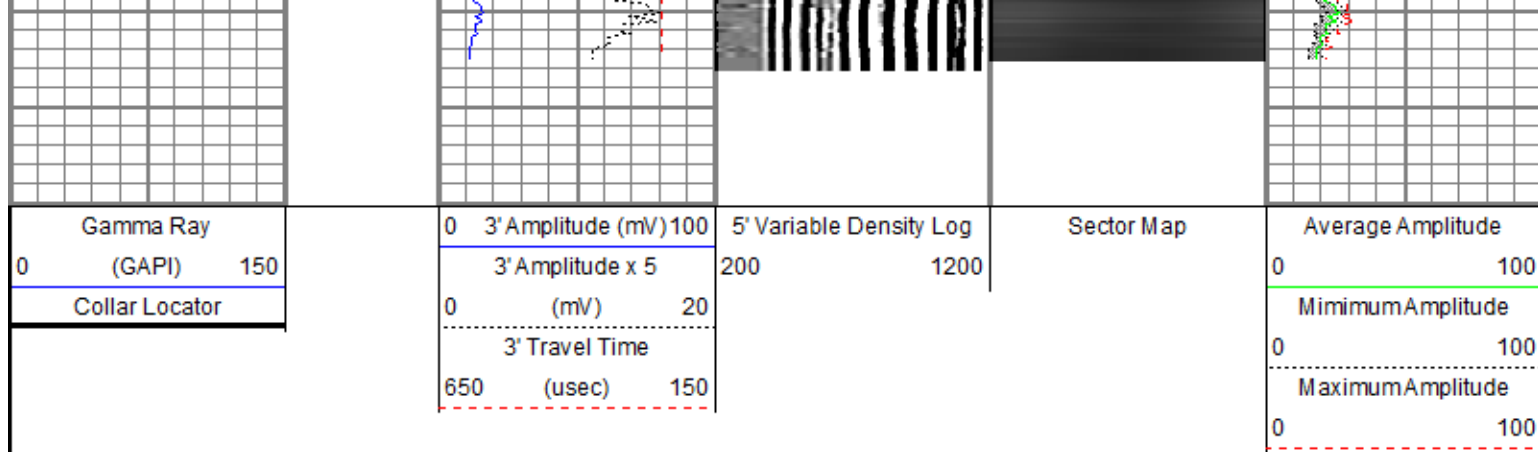 Gamma Ray
0 (GAPI) 150
Collar Locator
0 3' Amplitude (mV) 100
3' Amplitude x 5
0 (mV) 20
3' Travel Time
650 (usec) 150
5' Variable Density Log
200 1200
Sector Map
Average Amplitude
0 100
Mimimum Amplitude
0 100
Maximum Amplitude
0 100